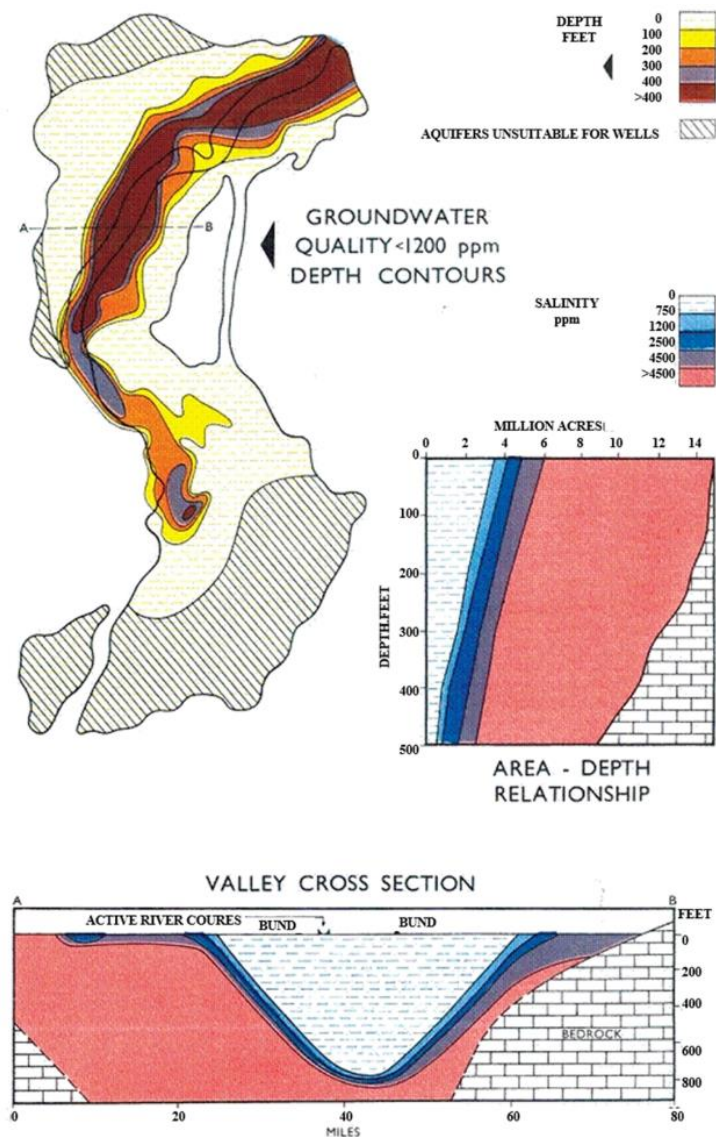 DEPTH
FEET
0
100
200
300
400
>400
AQUIFERS UNSUITABLE FOR WELLS
A
B
GROUNDWATER
QUALITY<1200 ppm
DEPTH CONTOURS
SALINITY
ppm
0
750
1200
2500
4500
>4500
MILLION ACRES
0 2 4 6 10 12 14
DEPTH.FEET
100
200
300
400
500
AREA - DEPTH
RELATIONSHIP
VALLEY CROSS SECTION
A
B
ACTIVE RIVER COURES
BUND
BUND
FEET
0
200
400
600
800
BEDROCK
0 20 40 60 80
MILES